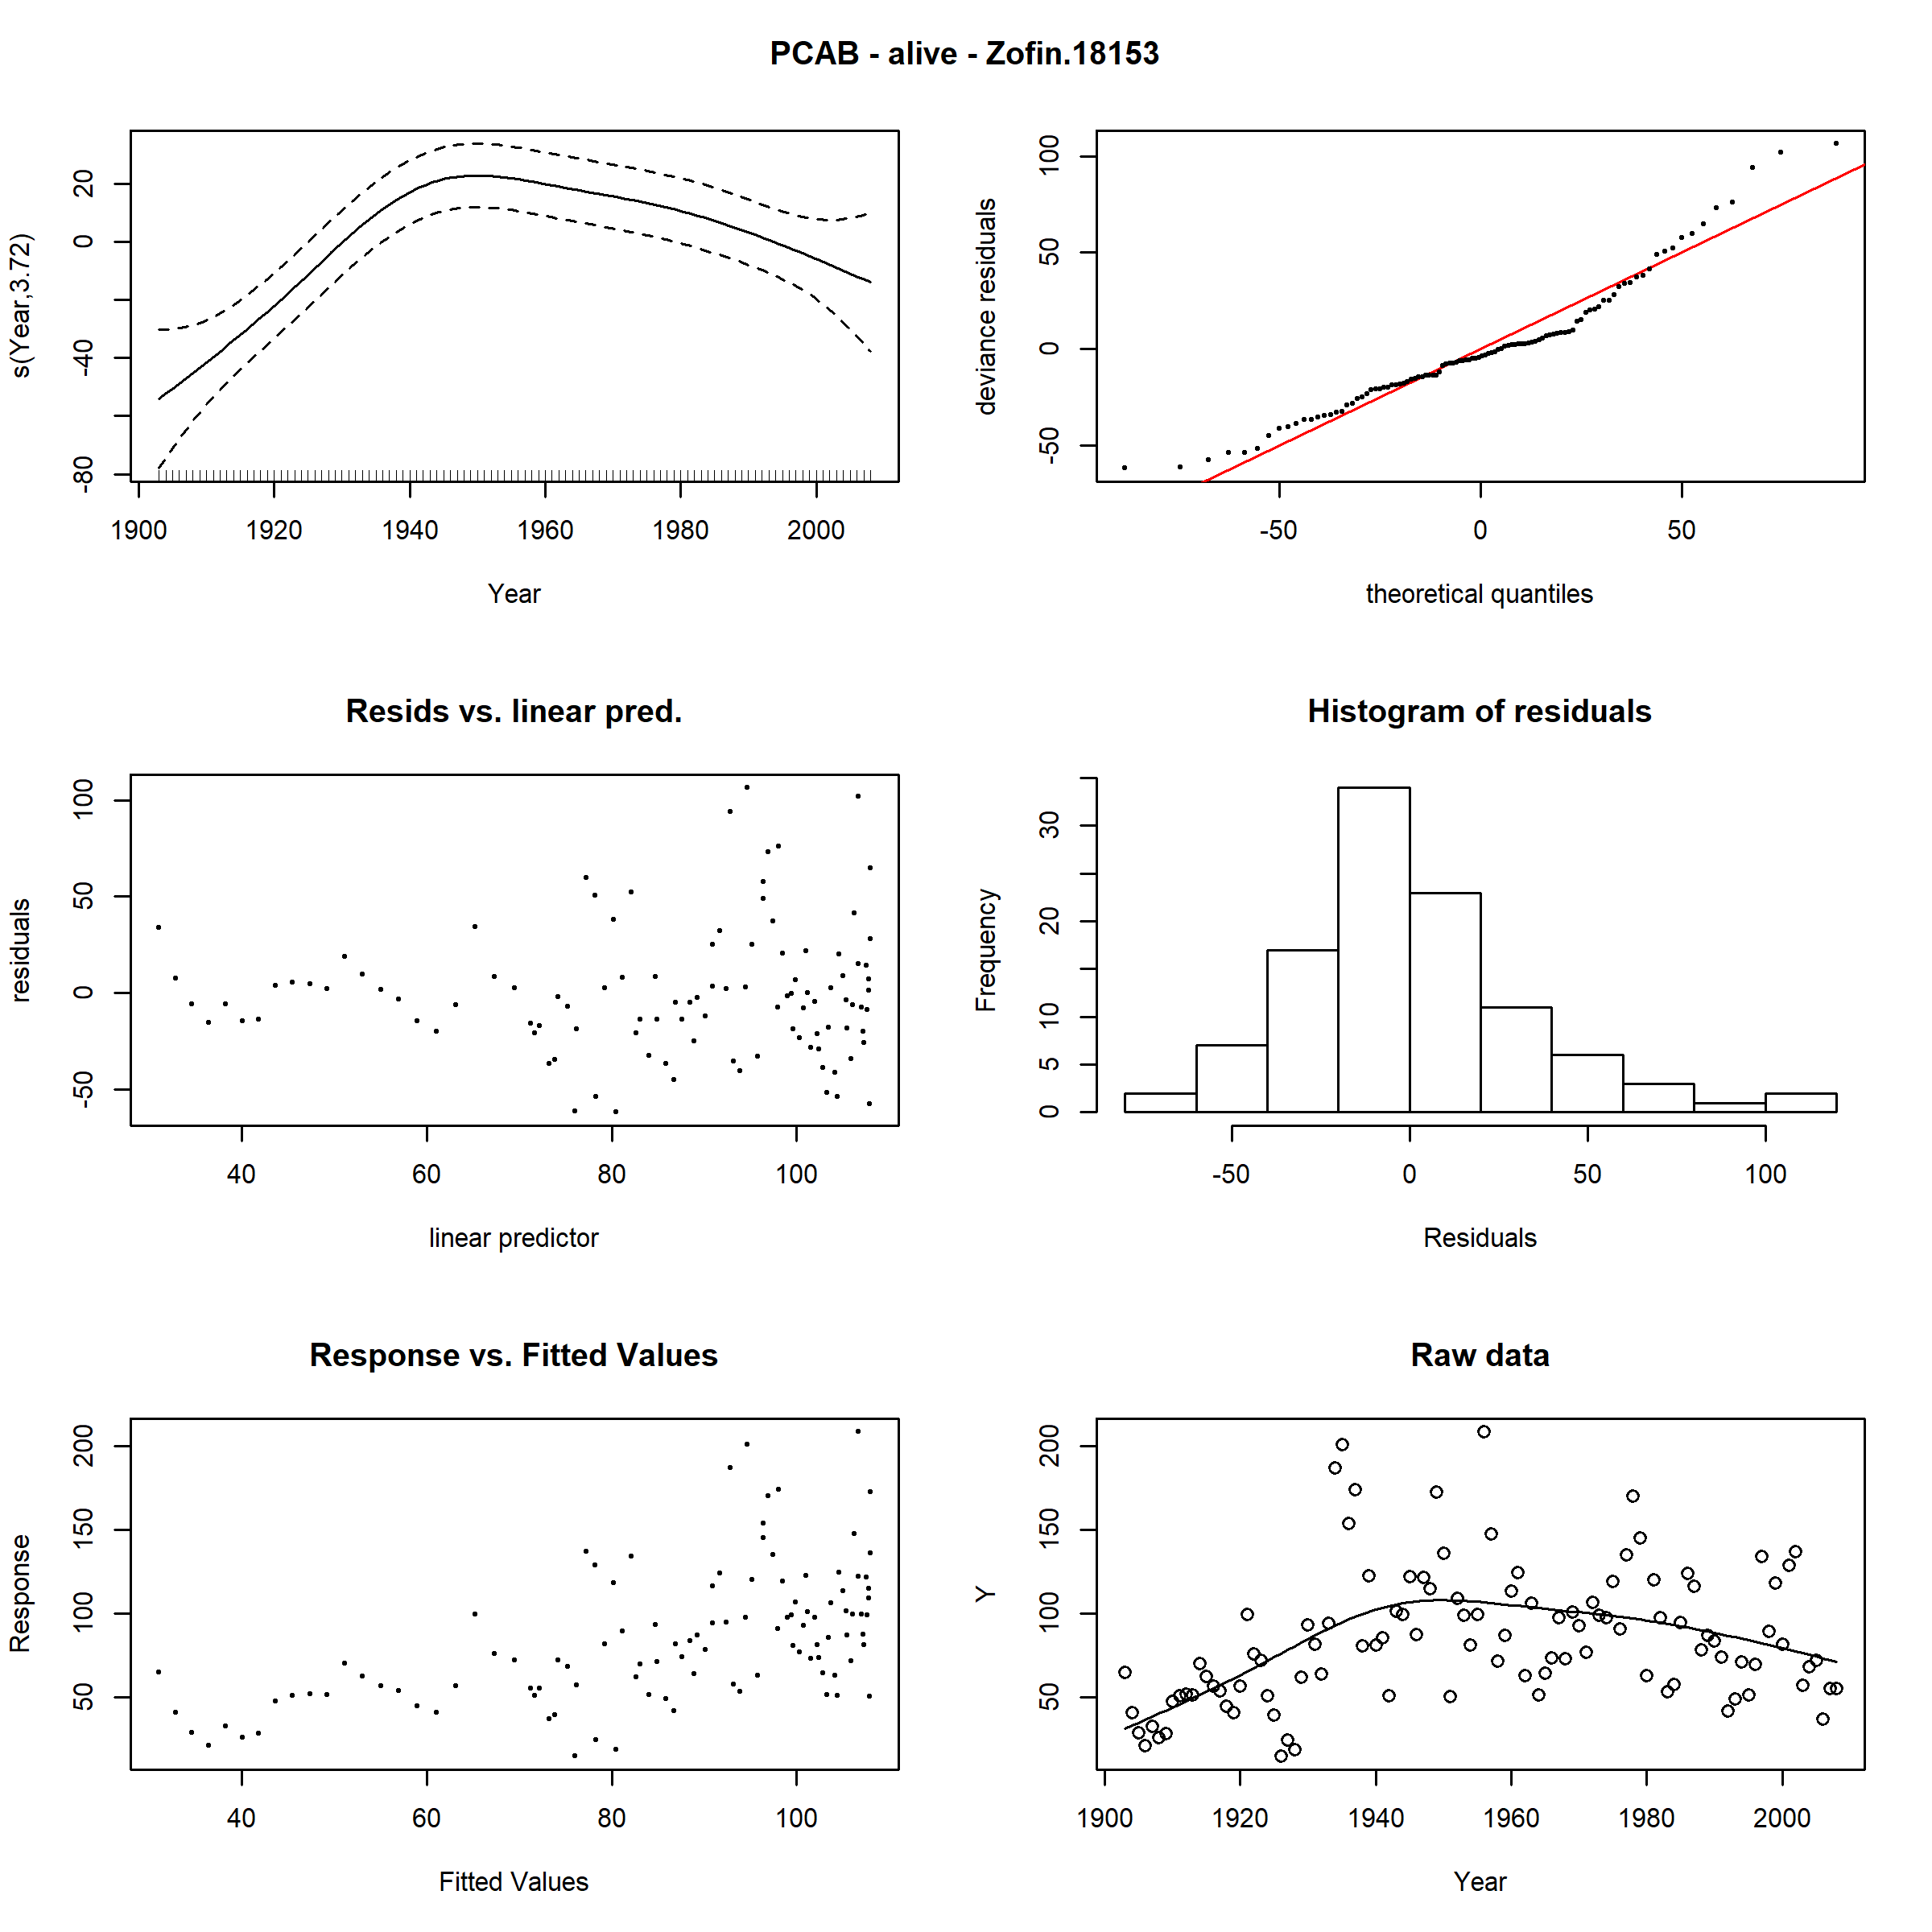 PCAB - alive - Zofin.18153
s(Year,3.72)
20
0
-40
-80
1900 1920 1940 1960 1980 2000
Year
deviance residuals
100
50
0
-50
-50 0 50
theoretical quantiles
Resids vs. linear pred.
residuals
100
50
0
-50
40 60 80 100
linear predictor
Histogram of residuals
Frequency
30
20
10
5
0
-50 0 50 100
Residuals
Response vs. Fitted Values
Response
200
150
100
50
40 60 80 100
Fitted Values
Raw data
Y
200
150
100
50
1900 1920 1940 1960 1980 2000
Year